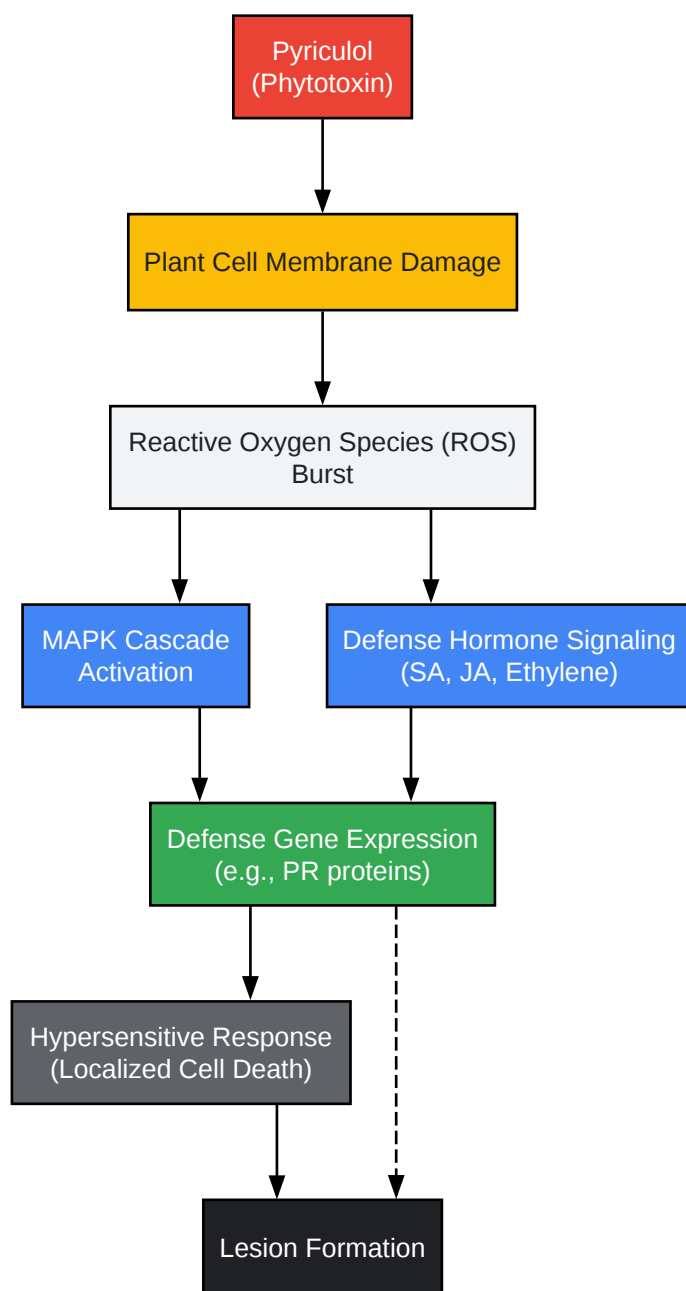 Pyriculol
(Phytotoxin)
Plant Cell Membrane Damage
Reactive Oxygen Species (ROS)
Burst
MAPK Cascade
Activation
Defense Hormone Signaling
(SA, JA, Ethylene)
Defense Gene Expression
(e.g., PR proteins)
Hypersensitive Response
(Localized Cell Death)
Lesion Formation